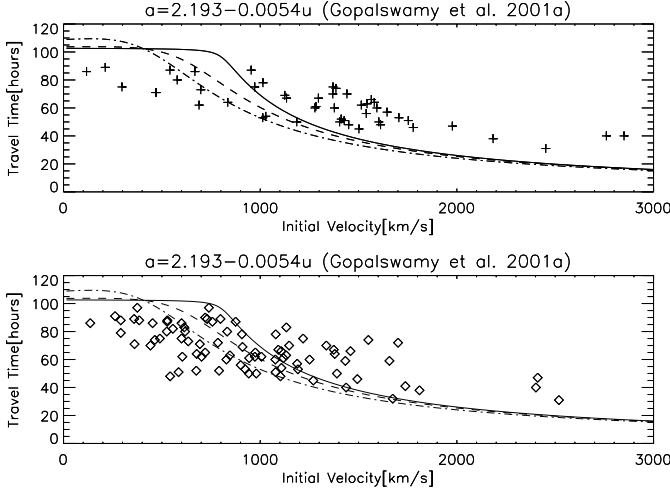 a=2.193−0.0054u (Gopalswamy et al. 2001a)
120
100
80
60
40
20
0
Travel Time[hours]
0 1000 2000 3000
Initial Velocity[km/s]
a=2.193−0.0054u (Gopalswamy et al. 2001a)
120
100
80
60
40
20
0
Travel Time[hours]
0 1000 2000 3000
Initial Velocity[km/s]